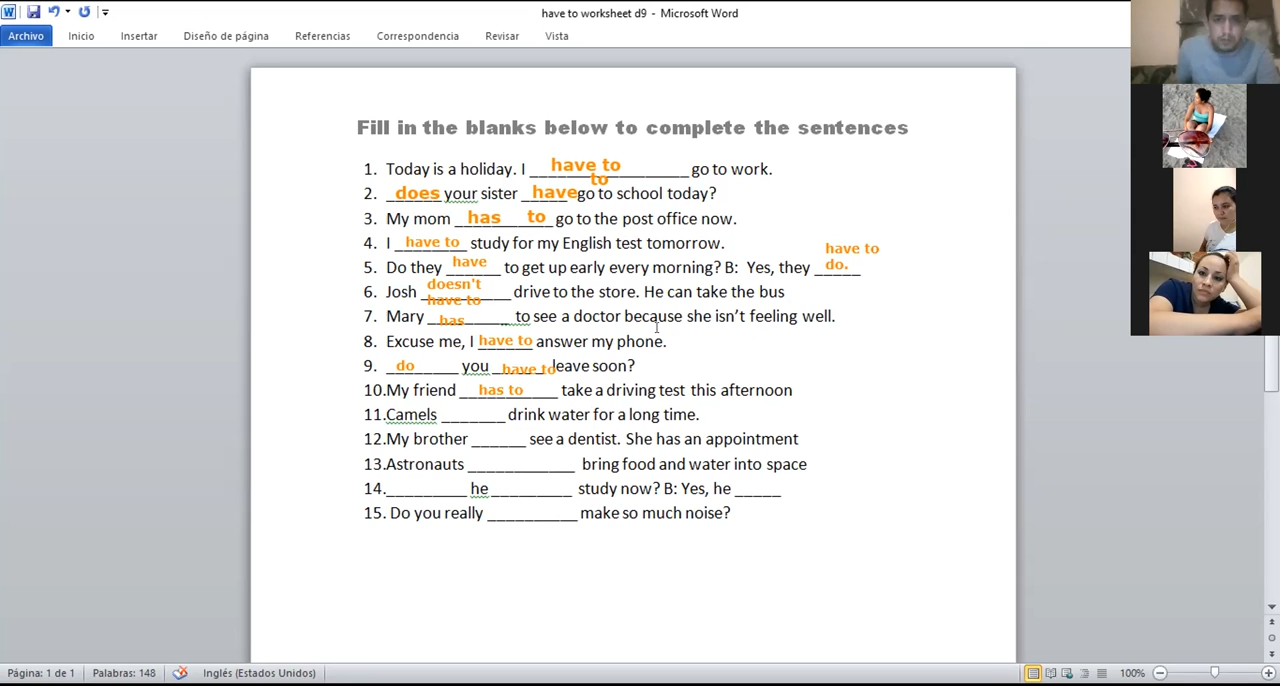 have to worksheet d9 - Microsoft Word
Archivo Inicio Insertar Diseño de página Referencias Correspondencia Revisar Vista
Fill in the blanks below to complete the sentences
1. Today is a holiday. I ____have to____ go to work.
2. does your sister have to go to school today?
3. My mom has to go to the post office now.
4. I have to study for my English test tomorrow.
5. Do they have to get up early every morning? B: Yes, they have to do.
6. Josh doesn't have to drive to the store. He can take the bus
7. Mary has to see a doctor because she isn't feeling well.
8. Excuse me, I have to answer my phone.
9. do you have to leave soon?
10.My friend has to take a driving test this afternoon
11.Camels _______ drink water for a long time.
12.My brother ______ see a dentist. She has an appointment
13.Astronauts ____________ bring food and water into space
14._________ he _________ study now? B: Yes, he _____
15. Do you really __________ make so much noise?
Página: 1 de 1 Palabras: 148 Inglés (Estados Unidos) 100%